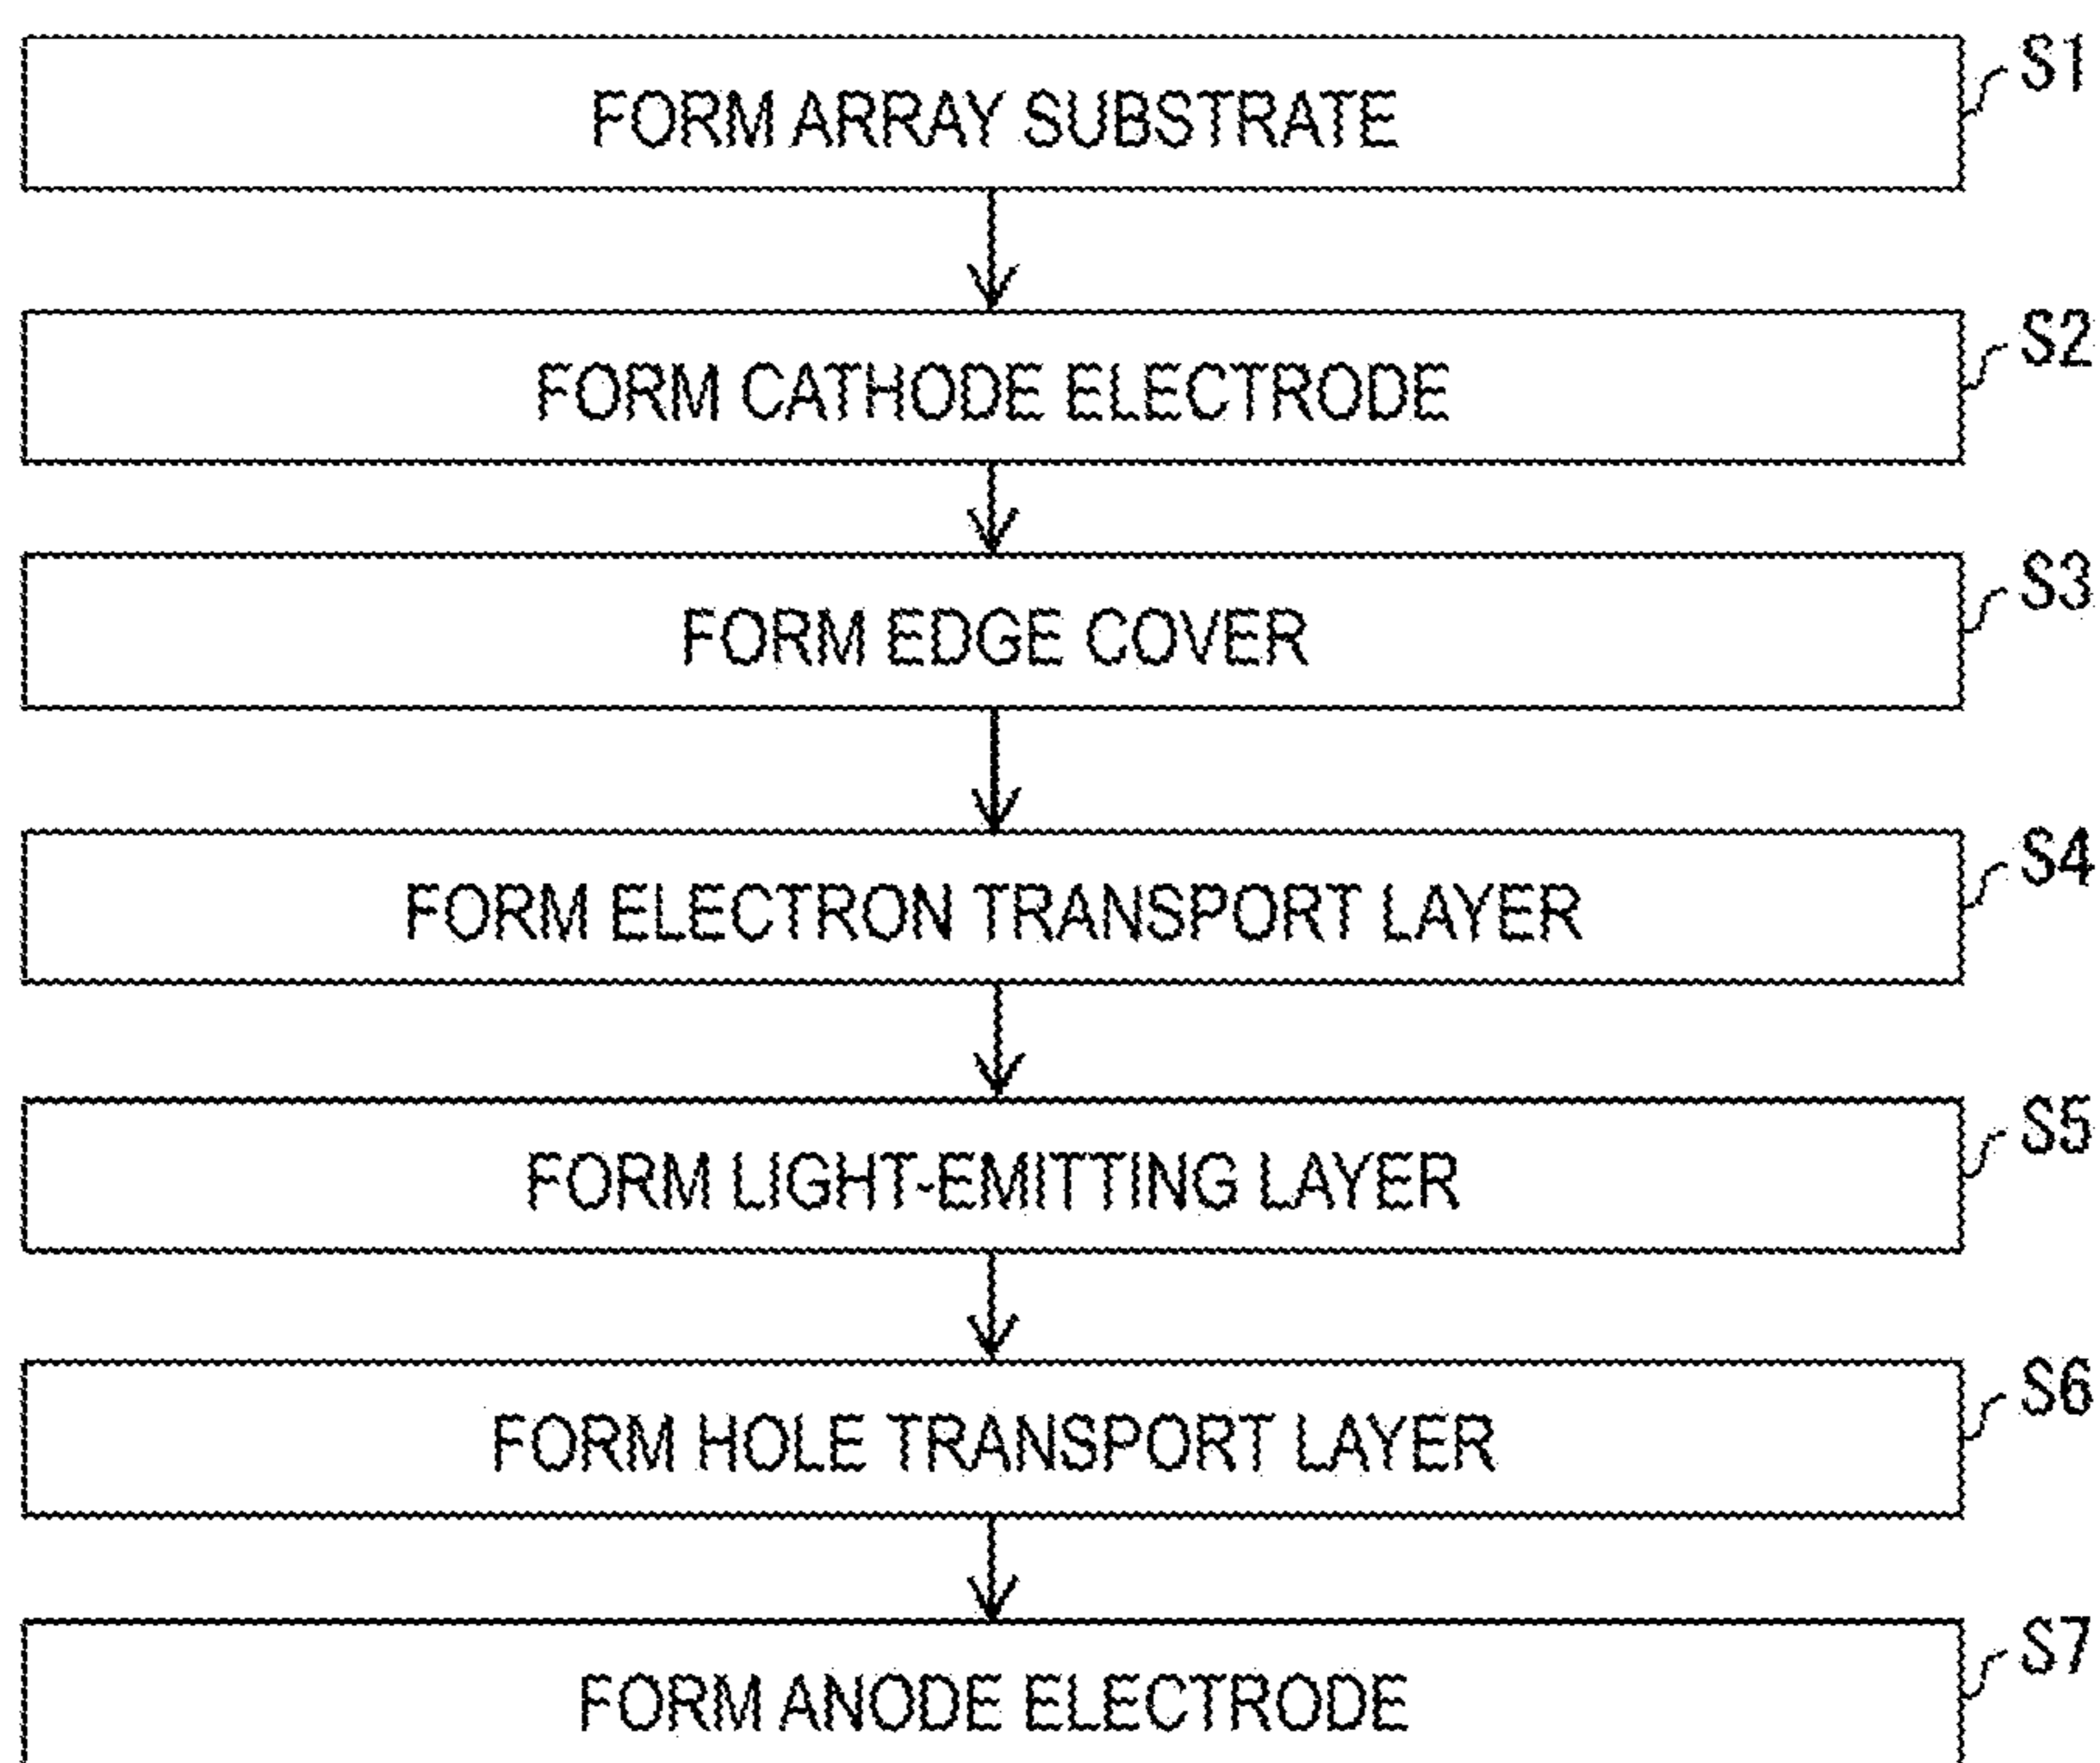 FORM ARRAY SUBSTRATE
S1
FORM CATHODE ELECTRODE
S2
FORM EDGE COVER
S3
FORM ELECTRON TRANSPORT LAYER
S4
FORM LIGHT-EMITTING LAYER
S5
FORM HOLE TRANSPORT LAYER
S6
FORM ANODE ELECTRODE
S7